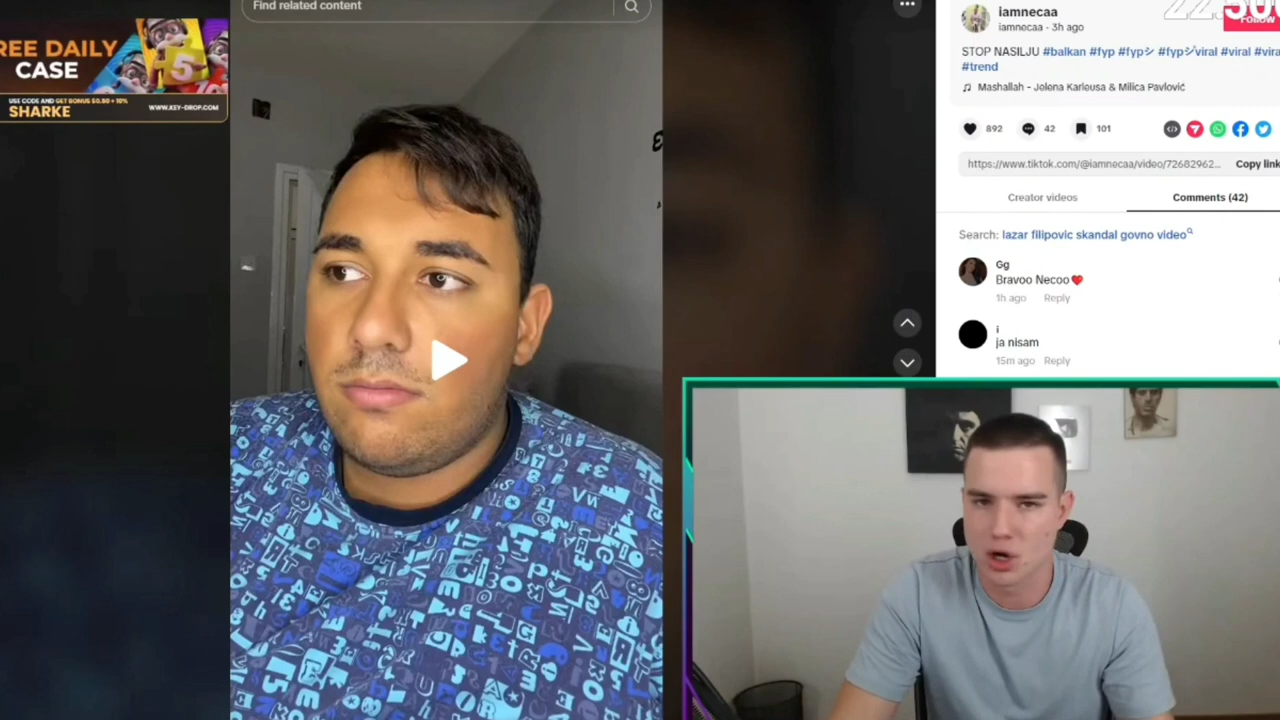 Find related content
REE DAILY
CASE
USE CODE AND GET BONUS $0.50 + 10%
SHARKE
WWW.KEY-DROP.COM
5
iamnecaa
iamnecaa · 3h ago
Follow
STOP NASILJU #balkan #fyp #fypシ #fypシviral #viral #vira
#trend
Mashallah - Jelena Karleusa & Milica Pavlović
892
42
101
https://www.tiktok.com/@iamnecaa/video/72682962...
Copy link
Creator videos
Comments (42)
Search: lazar filipovic skandal govno video
Gg
Bravoo Necoo❤️
1h ago
Reply
i
ja nisam
15m ago
Reply